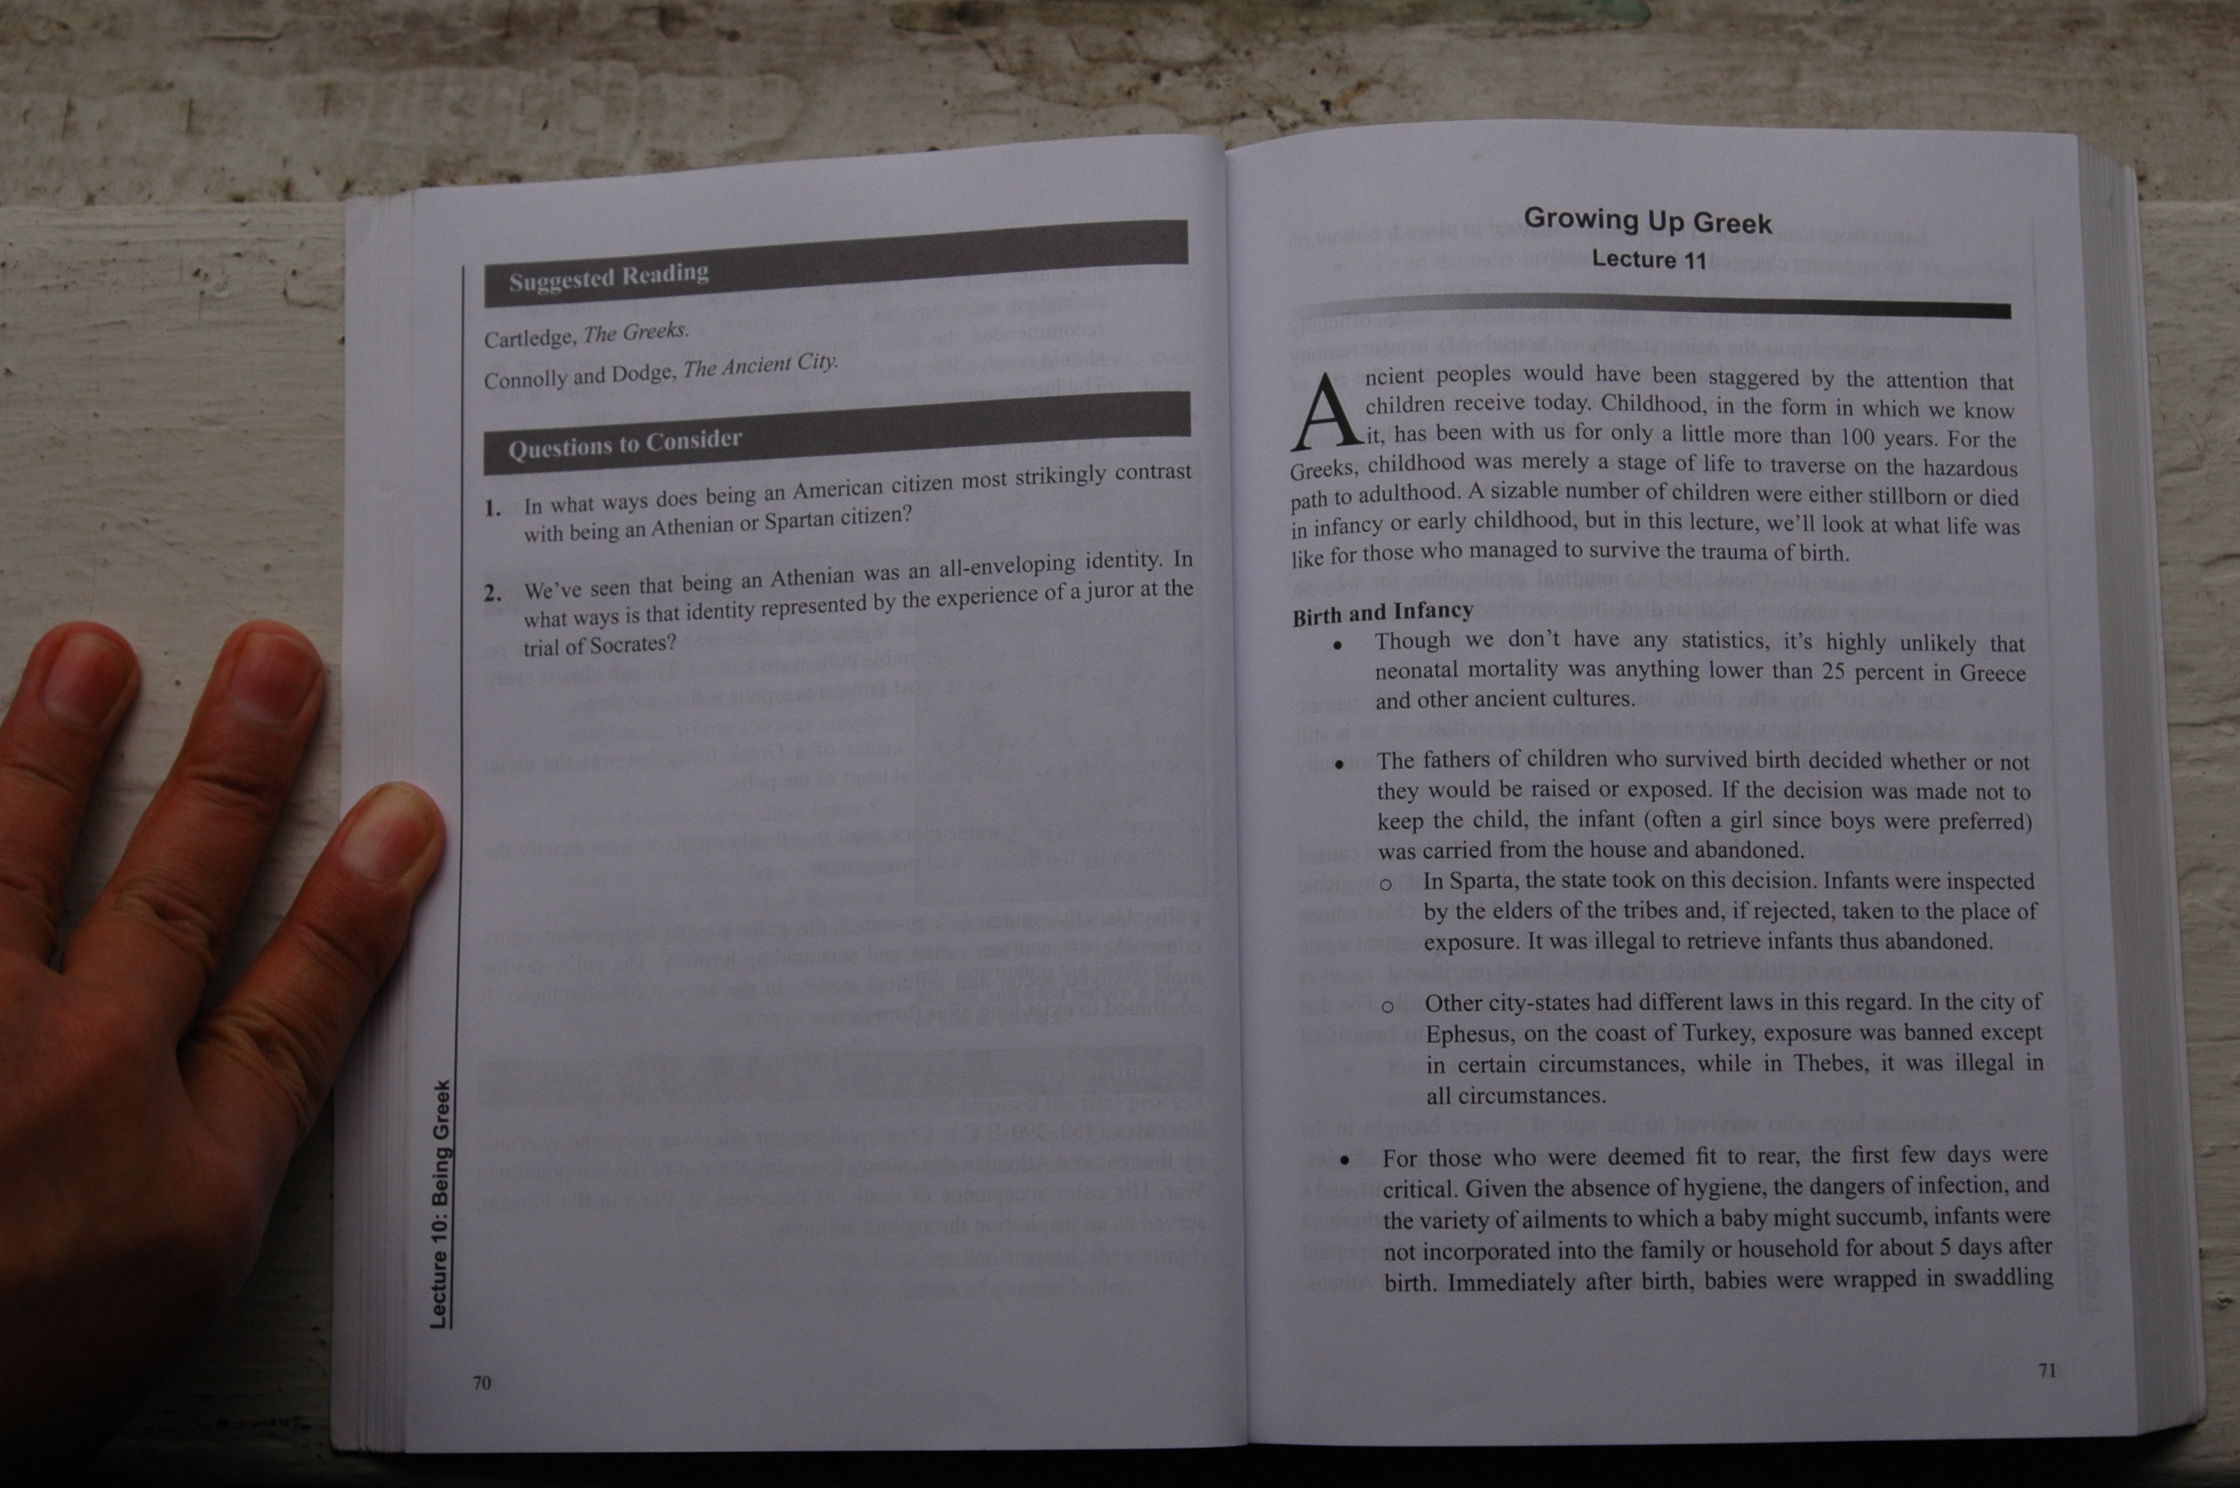 Suggested Reading
Cartledge, The Greeks.
Connolly and Dodge, The Ancient City.
Questions to Consider
1. In what ways does being an American citizen most strikingly contrast
with being an Athenian or Spartan citizen?
2. We've seen that being an Athenian was an all-enveloping identity. In
what ways is that identity represented by the experience of a juror at the
trial of Socrates?
Lecture 10: Being Greek
70
Growing Up Greek
Lecture 11
Ancient peoples would have been staggered by the attention that
children receive today. Childhood, in the form in which we know
it, has been with us for only a little more than 100 years. For the
Greeks, childhood was merely a stage of life to traverse on the hazardous
path to adulthood. A sizable number of children were either stillborn or died
in infancy or early childhood, but in this lecture, we'll look at what life was
like for those who managed to survive the trauma of birth.
Birth and Infancy
• Though we don't have any statistics, it's highly unlikely that
neonatal mortality was anything lower than 25 percent in Greece
and other ancient cultures.
• The fathers of children who survived birth decided whether or not
they would be raised or exposed. If the decision was made not to
keep the child, the infant (often a girl since boys were preferred)
was carried from the house and abandoned.
o In Sparta, the state took on this decision. Infants were inspected
by the elders of the tribes and, if rejected, taken to the place of
exposure. It was illegal to retrieve infants thus abandoned.
o Other city-states had different laws in this regard. In the city of
Ephesus, on the coast of Turkey, exposure was banned except
in certain circumstances, while in Thebes, it was illegal in
all circumstances.
• For those who were deemed fit to rear, the first few days were
critical. Given the absence of hygiene, the dangers of infection, and
the variety of ailments to which a baby might succumb, infants were
not incorporated into the family or household for about 5 days after
birth. Immediately after birth, babies were wrapped in swaddling
71